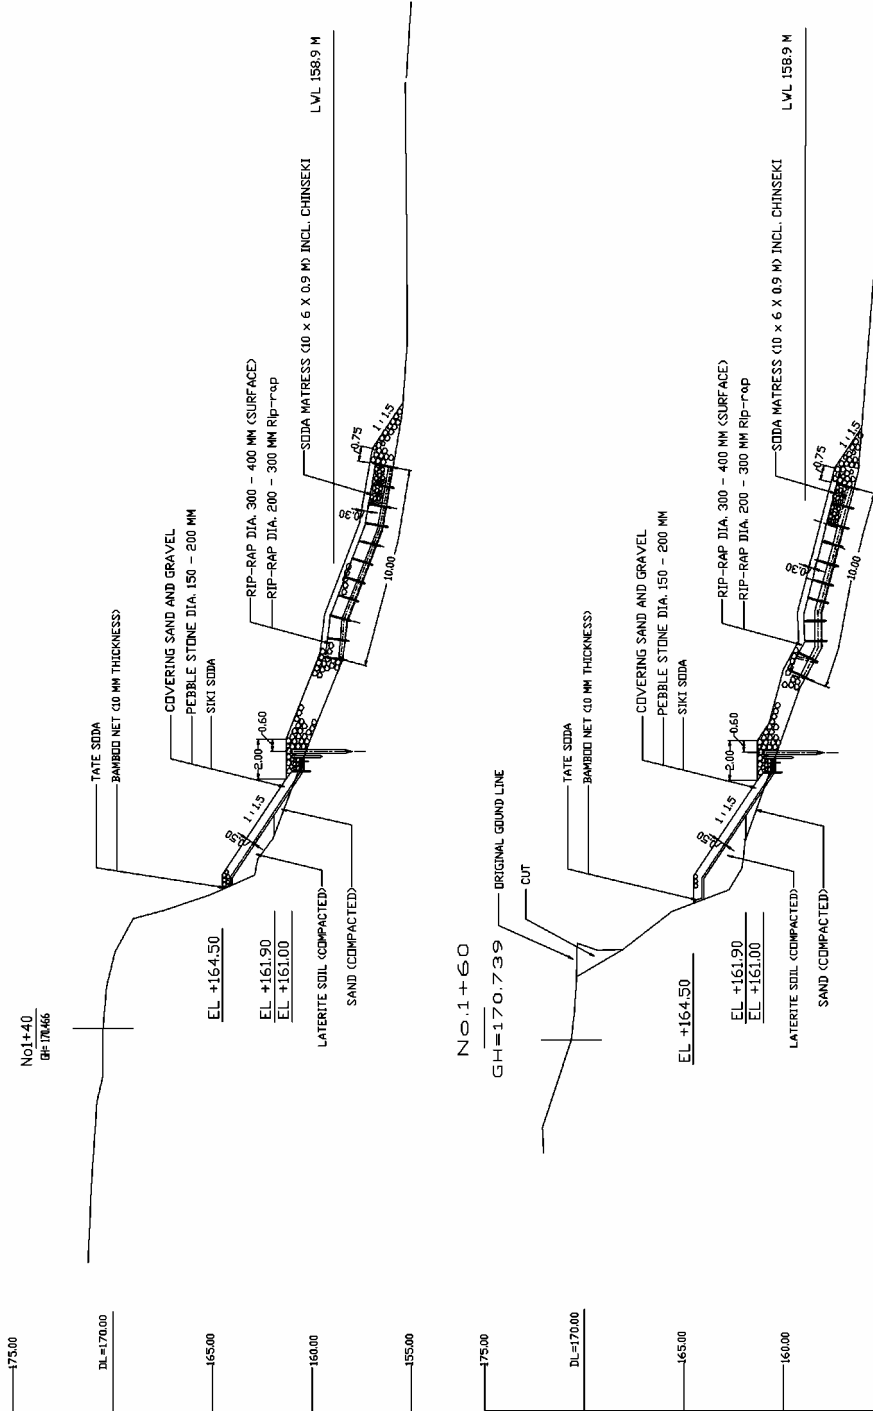 No1+40
GH=170.466
TATE SODA
BAMBOO NET (10 MM THICKNESS)
COVERING SAND AND GRAVEL
PEBBLE STONE DIA. 150 - 200 MM
SIKI SODA
RIP-RAP DIA. 300 - 400 MM (SURFACE)
RIP-RAP DIA. 200 - 300 MM Rip-rap
SODA MATRESS (10 x 6 X 0.9 M) INCL. CHINSEKI
LWL 158.9 M
EL +164.50
EL +161.90
EL +161.00
LATERITE SOIL (COMPACTED)
SAND (COMPACTED)
0.50
1 : 1.5
2.00
0.60
10.00
0.30
0.75
1 : 1.5
175.00
DL=170.00
165.00
160.00
155.00
No.1+60
GH=170.739
ORIGINAL GOUND LINE
CUT
TATE SODA
BAMBOO NET (10 MM THICKNESS)
COVERING SAND AND GRAVEL
PEBBLE STONE DIA. 150 - 200 MM
SIKI SODA
RIP-RAP DIA. 300 - 400 MM (SURFACE)
RIP-RAP DIA. 200 - 300 MM Rip-rap
SODA MATRESS (10 x 6 X 0.9 M) INCL. CHINSEKI
LWL 158.9 M
EL +164.50
EL +161.90
EL +161.00
LATERITE SOIL (COMPACTED)
SAND (COMPACTED)
0.50
1 : 1.5
2.00
0.60
10.00
0.30
0.75
1 : 1.5
175.00
DL=170.00
165.00
160.00